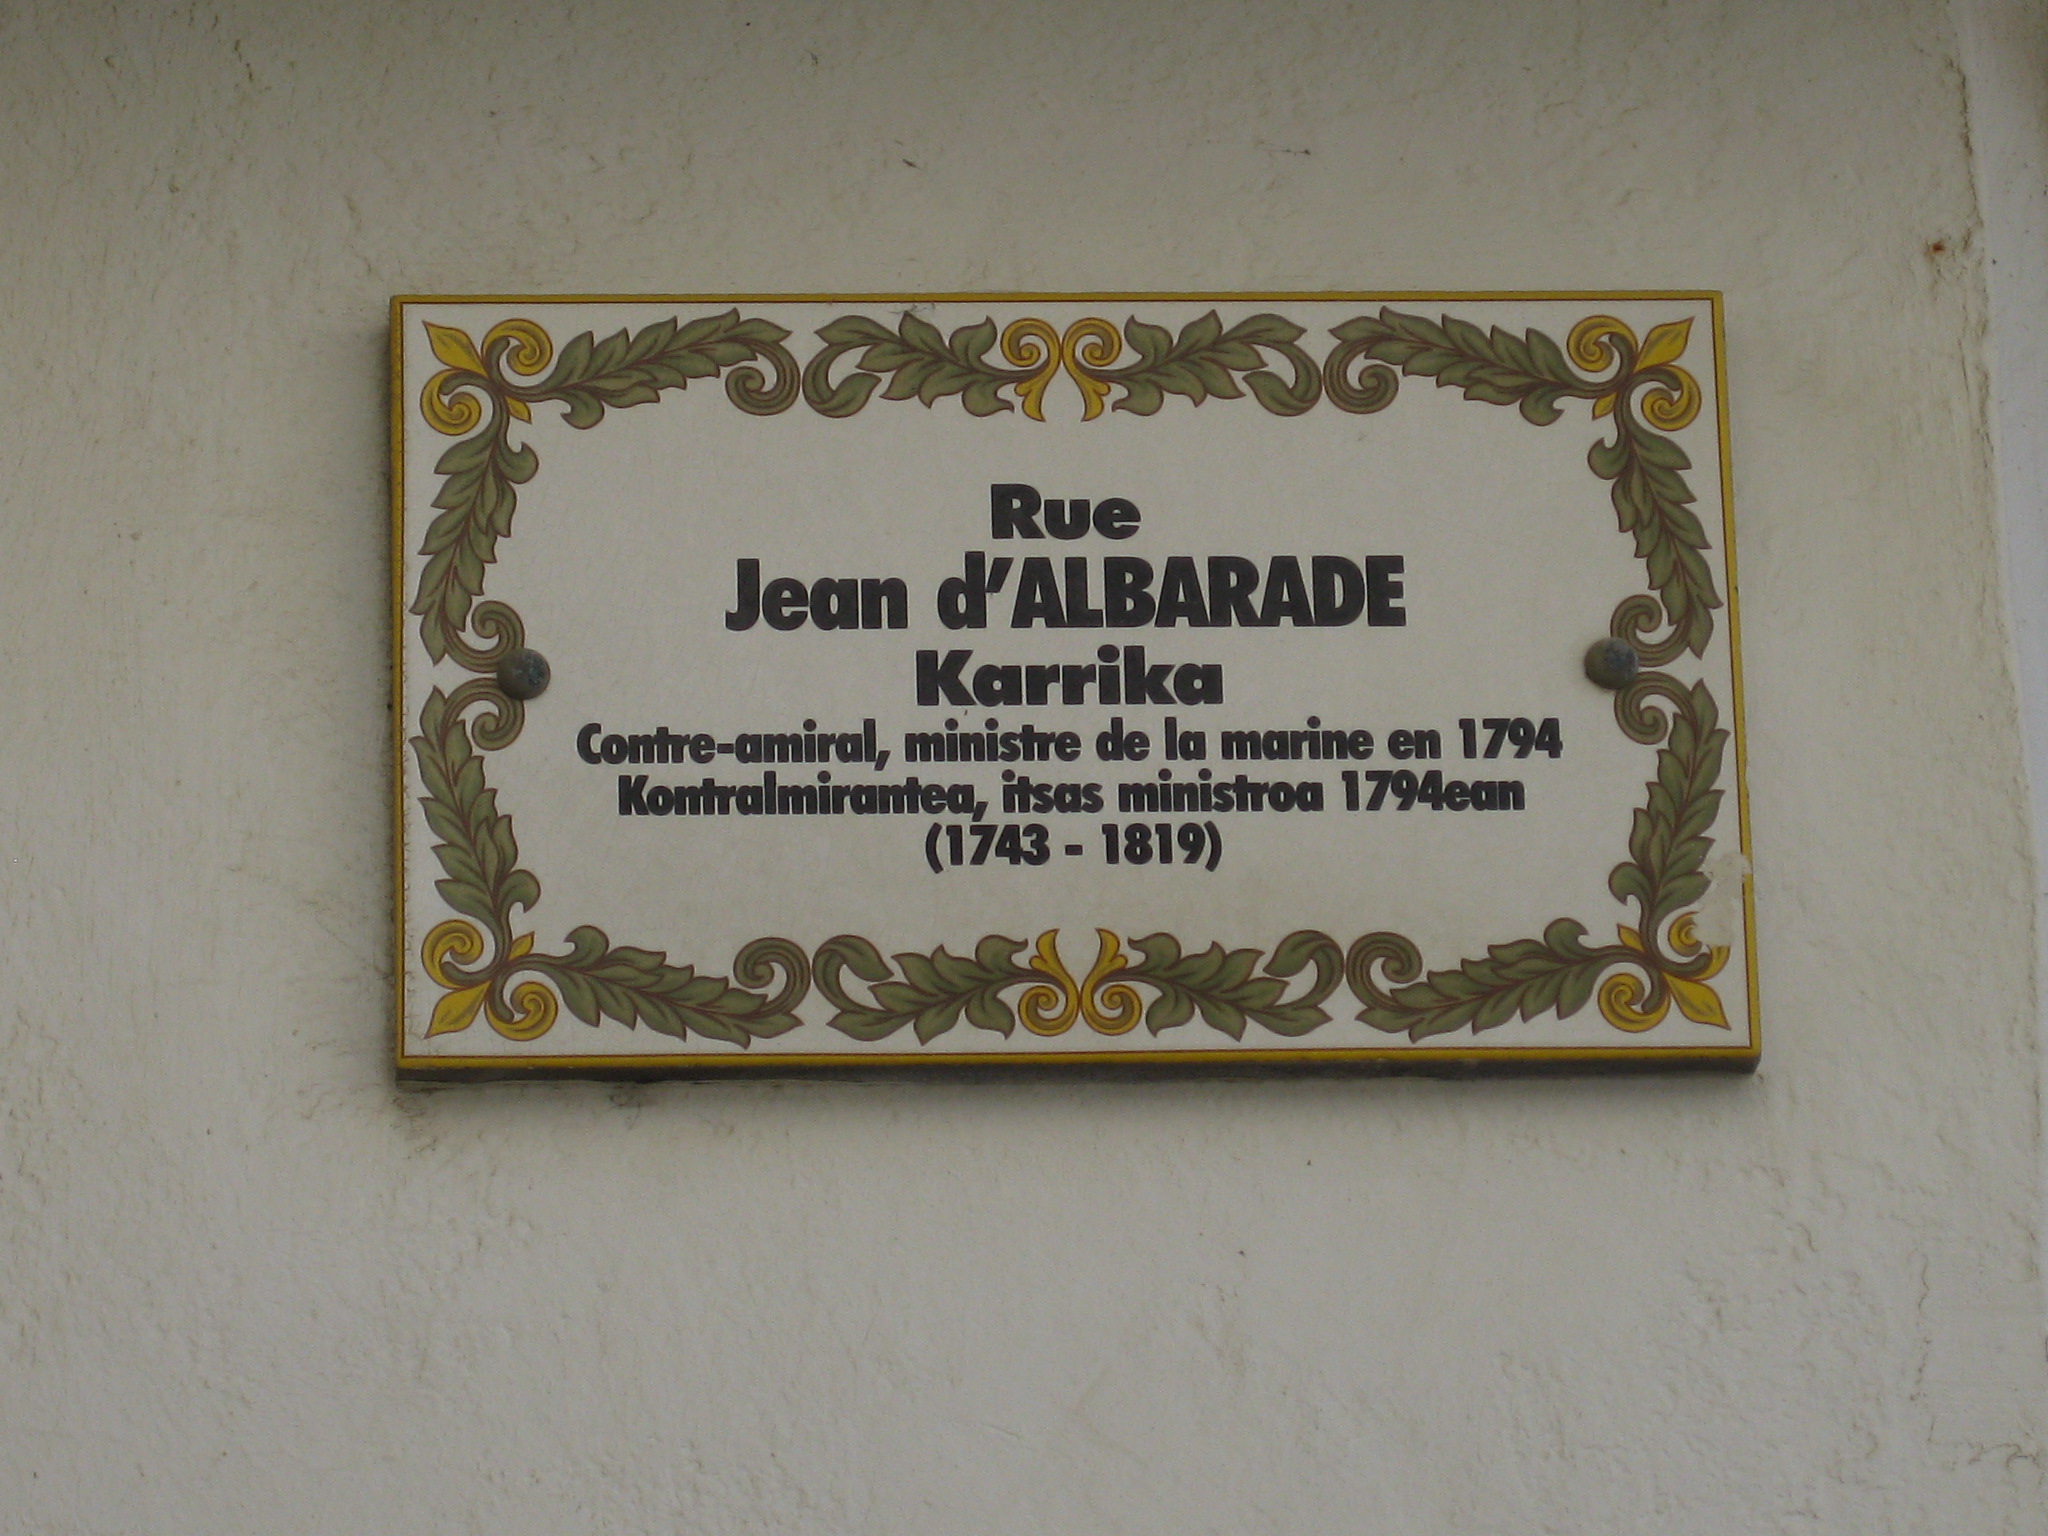 Rue
Jean d'ALBARADE
Karrika
Contre-amiral, ministre de la marine en 1794
Kontralmirantea, itsas ministroa 1794ean
(1743 - 1819)